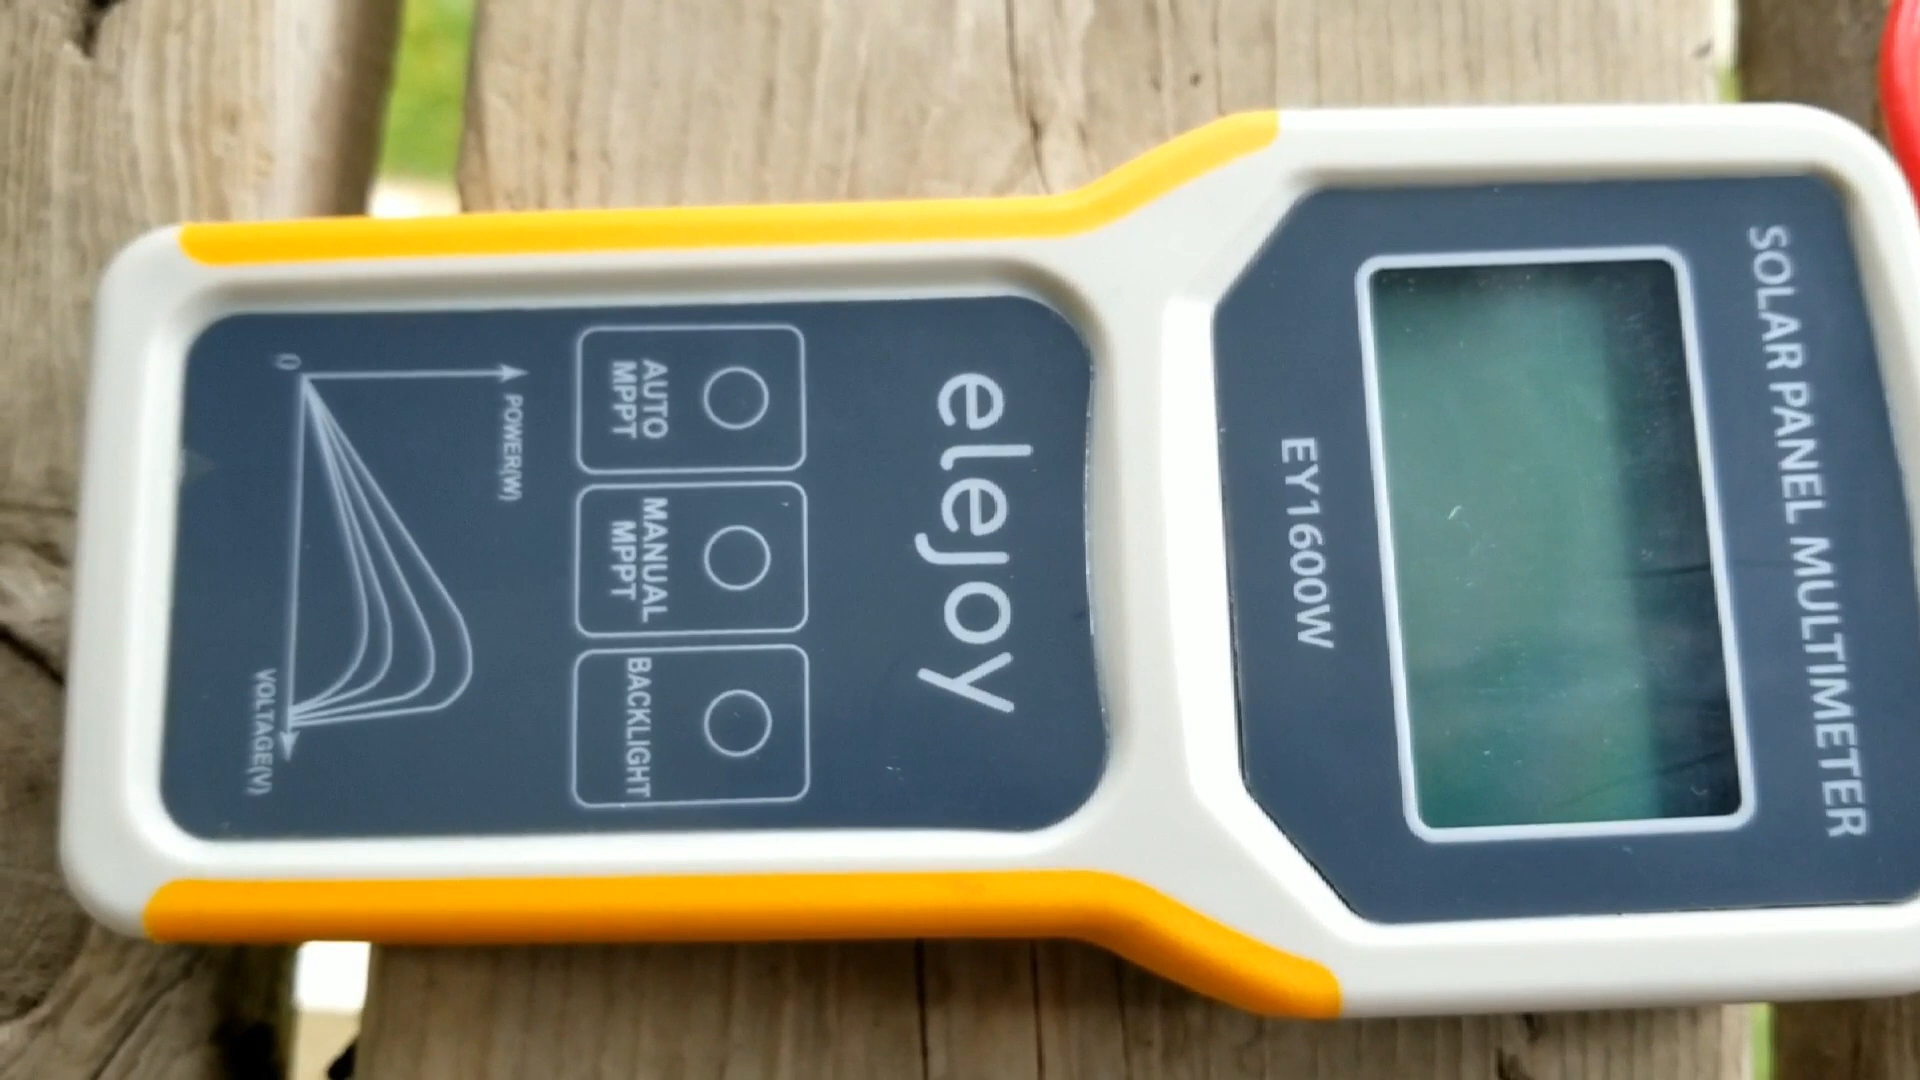 SOLAR PANEL MULTIMETER
EY1600W
elejoy
AUTO
MPPT
MANUAL
MPPT
BACKLIGHT
POWER(W)
0
VOLTAGE(V)